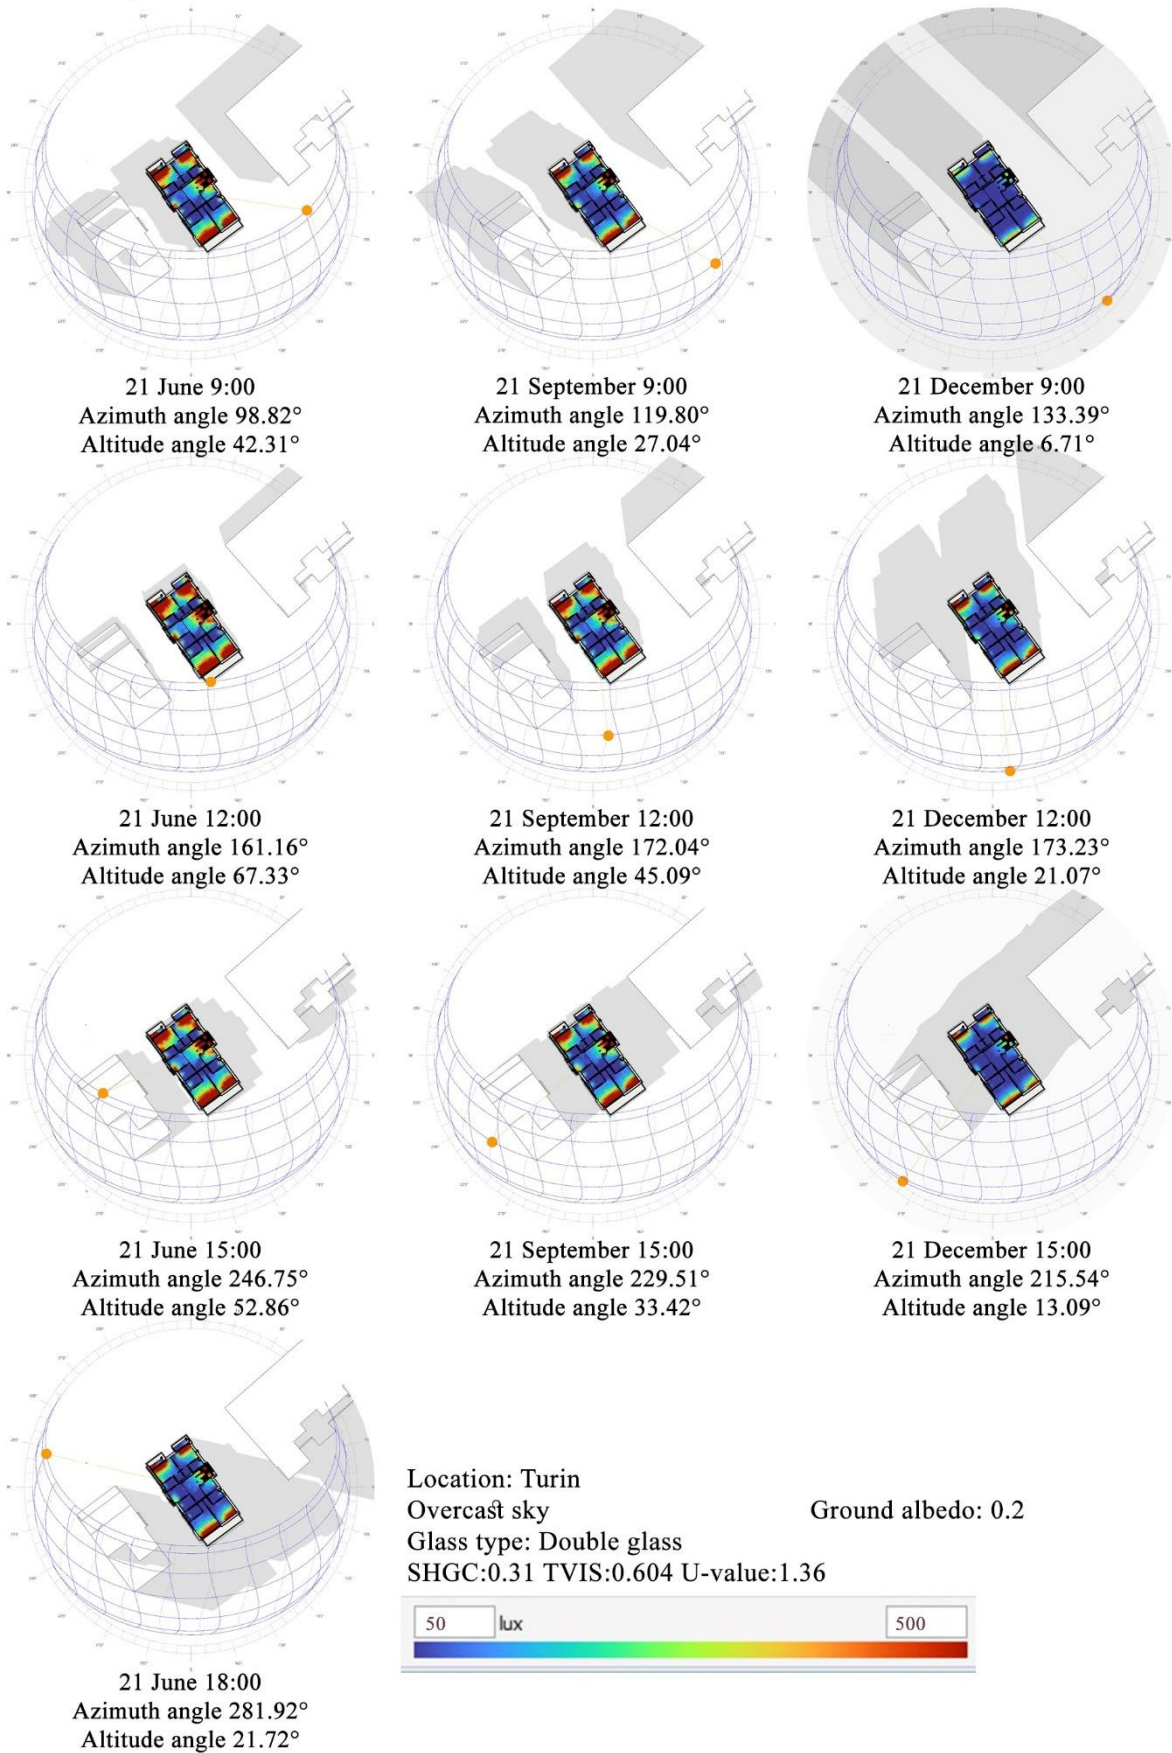 21 June 9:00
Azimuth angle 98.82°
Altitude angle 42.31°
21 September 9:00
Azimuth angle 119.80°
Altitude angle 27.04°
21 December 9:00
Azimuth angle 133.39°
Altitude angle 6.71°
21 June 12:00
Azimuth angle 161.16°
Altitude angle 67.33°
21 September 12:00
Azimuth angle 172.04°
Altitude angle 45.09°
21 December 12:00
Azimuth angle 173.23°
Altitude angle 21.07°
21 June 15:00
Azimuth angle 246.75°
Altitude angle 52.86°
21 September 15:00
Azimuth angle 229.51°
Altitude angle 33.42°
21 December 15:00
Azimuth angle 215.54°
Altitude angle 13.09°
21 June 18:00
Azimuth angle 281.92°
Altitude angle 21.72°
Location: Turin
Overcast sky
Ground albedo: 0.2
Glass type: Double glass
SHGC:0.31 TVIS:0.604 U-value:1.36
50 lux 500